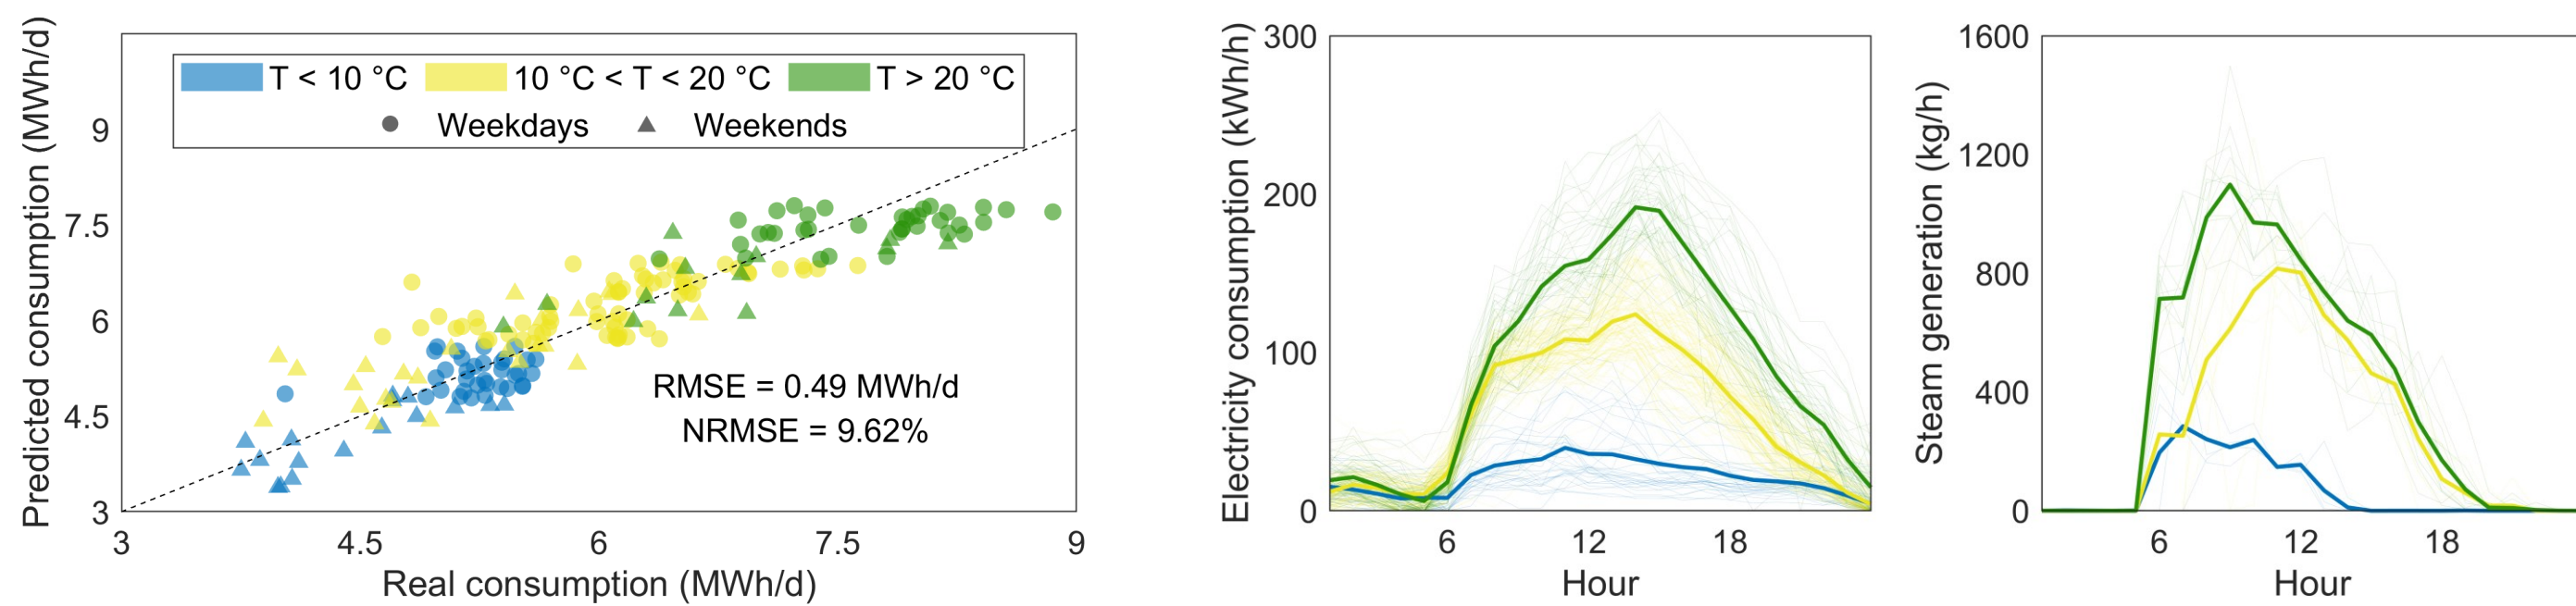 Predicted consumption (MWh/d)
T < 10 °C 10 °C < T < 20 °C T > 20 °C
Weekdays Weekends
9
7.5
6
4.5
3
RMSE = 0.49 MWh/d
NRMSE = 9.62%
3 4.5 6 7.5 9
Real consumption (MWh/d)
Electricity consumption (kWh/h)
300
200
100
0
6 12 18
Hour
Steam generation (kg/h)
1600
1200
800
400
0
6 12 18
Hour